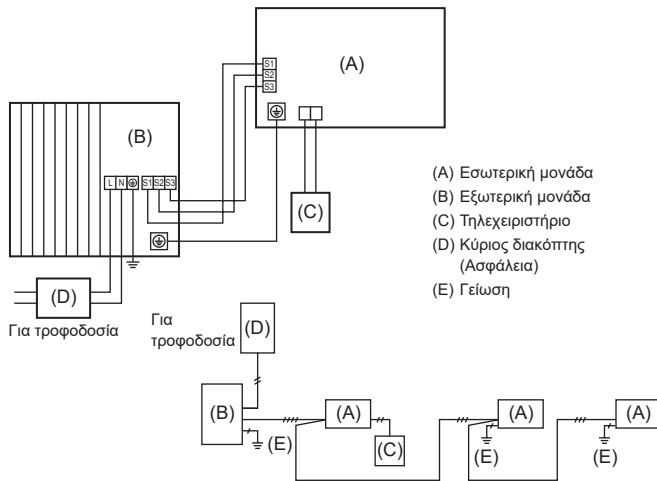 S1
S2
S3
(A)
(B)
L N S1 S2 S3
(C)
(D)
Για τροφοδοσία
(A) Εσωτερική μονάδα
(B) Εξωτερική μονάδα
(C) Τηλεχειριστήριο
(D) Κύριος διακόπτης
(Ασφάλεια)
(E) Γείωση
Για
τροφοδοσία
(D)
(B)
(E)
(A)
(C)
(A)
(E)
(A)
(E)